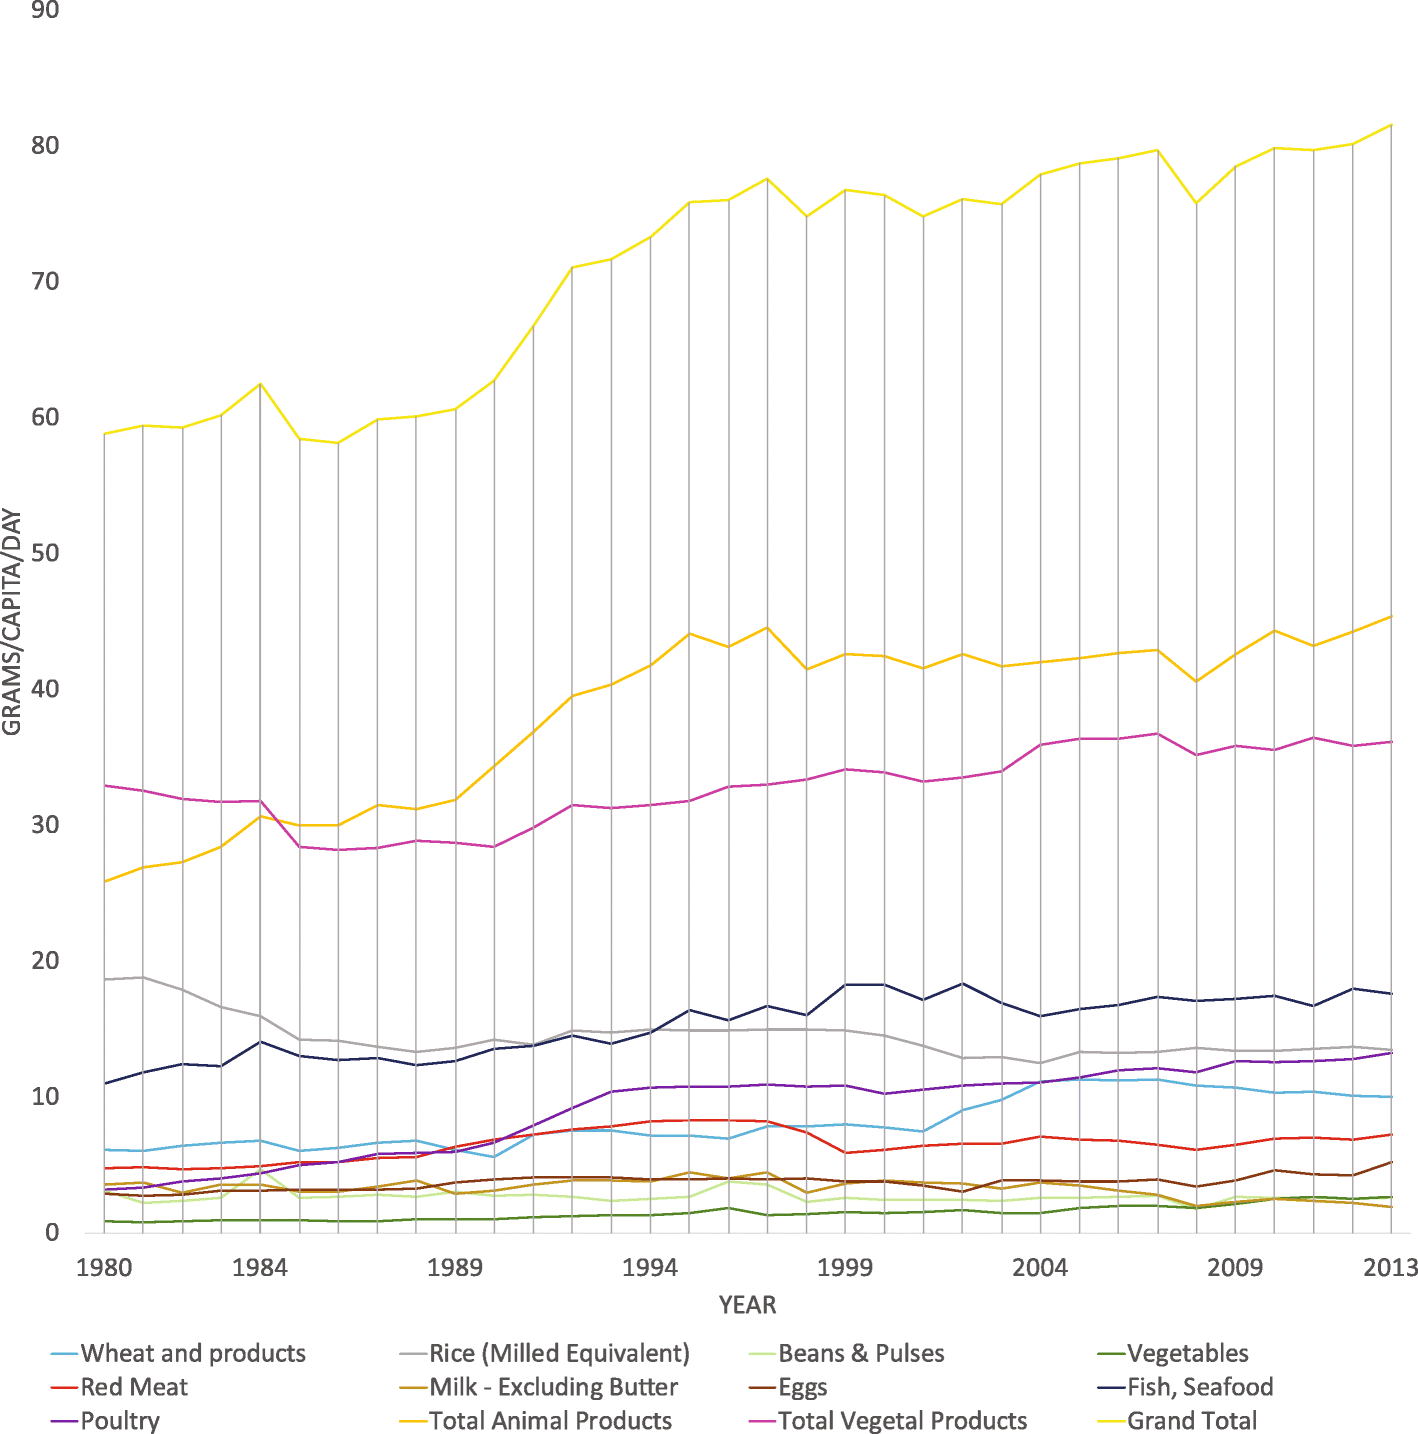 90
80
70
60
50
40
30
20
10
0
GRAMS/CAPITA/DAY
1980 1984 1989 1994 1999 2004 2009 2013
YEAR
Wheat and products Rice (Milled Equivalent) Beans & Pulses Vegetables
Red Meat Milk - Excluding Butter Eggs Fish, Seafood
Poultry Total Animal Products Total Vegetal Products Grand Total